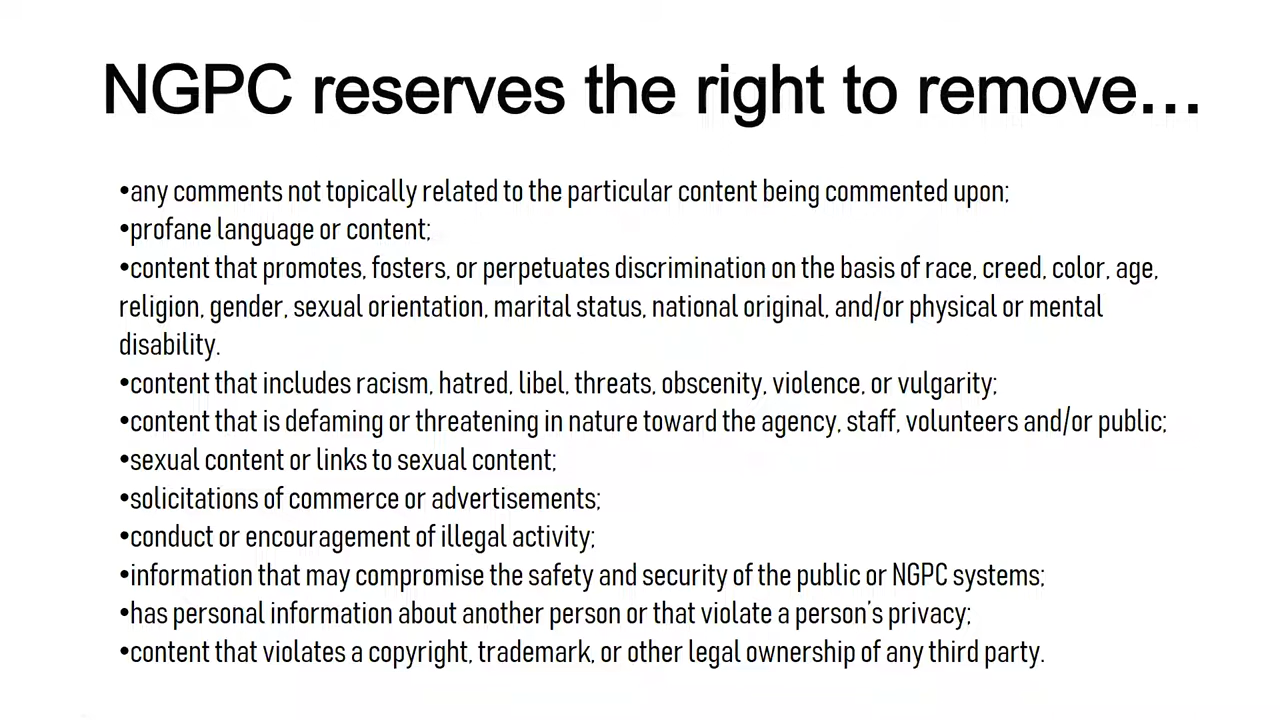 NGPC reserves the right to remove…
•any comments not topically related to the particular content being commented upon;
•profane language or content;
•content that promotes, fosters, or perpetuates discrimination on the basis of race, creed, color, age,
religion, gender, sexual orientation, marital status, national original, and/or physical or mental
disability.
•content that includes racism, hatred, libel, threats, obscenity, violence, or vulgarity;
•content that is defaming or threatening in nature toward the agency, staff, volunteers and/or public;
•sexual content or links to sexual content;
•solicitations of commerce or advertisements;
•conduct or encouragement of illegal activity;
•information that may compromise the safety and security of the public or NGPC systems;
•has personal information about another person or that violate a person's privacy;
•content that violates a copyright, trademark, or other legal ownership of any third party.